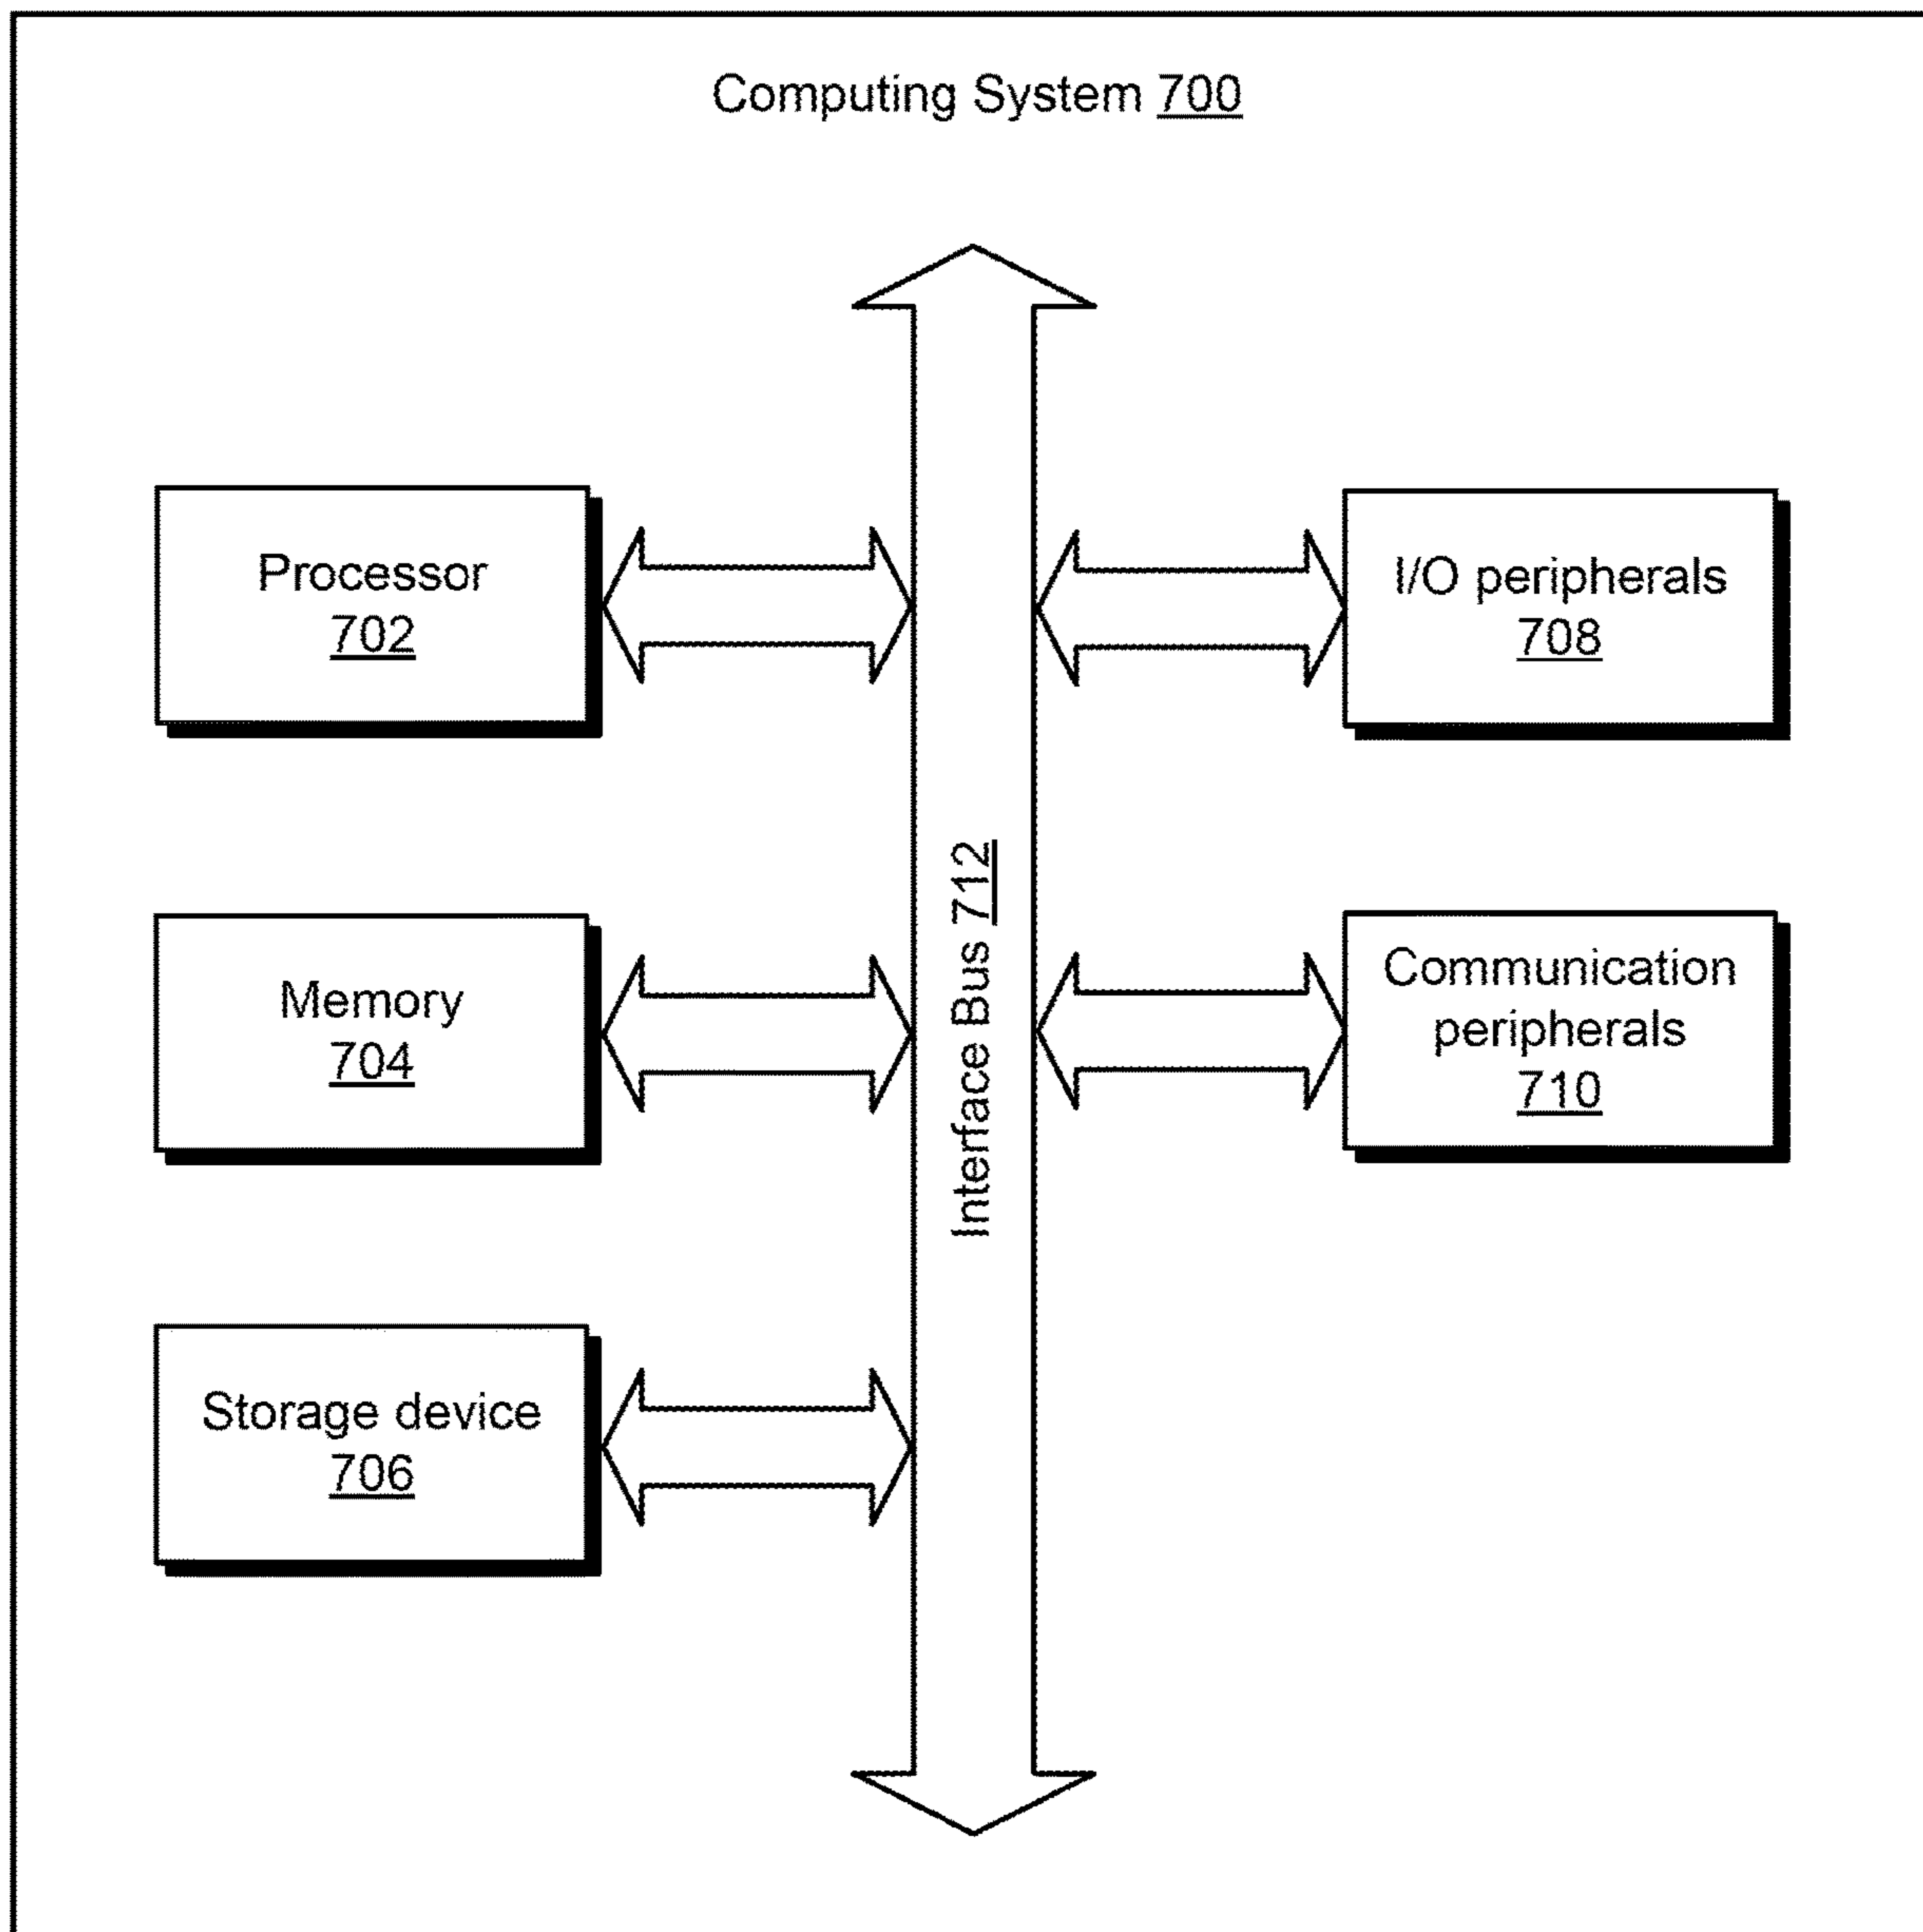 Computing System 700
Processor
702
Memory
704
Storage device
706
Interface Bus 712
I/O peripherals
708
Communication
peripherals
710